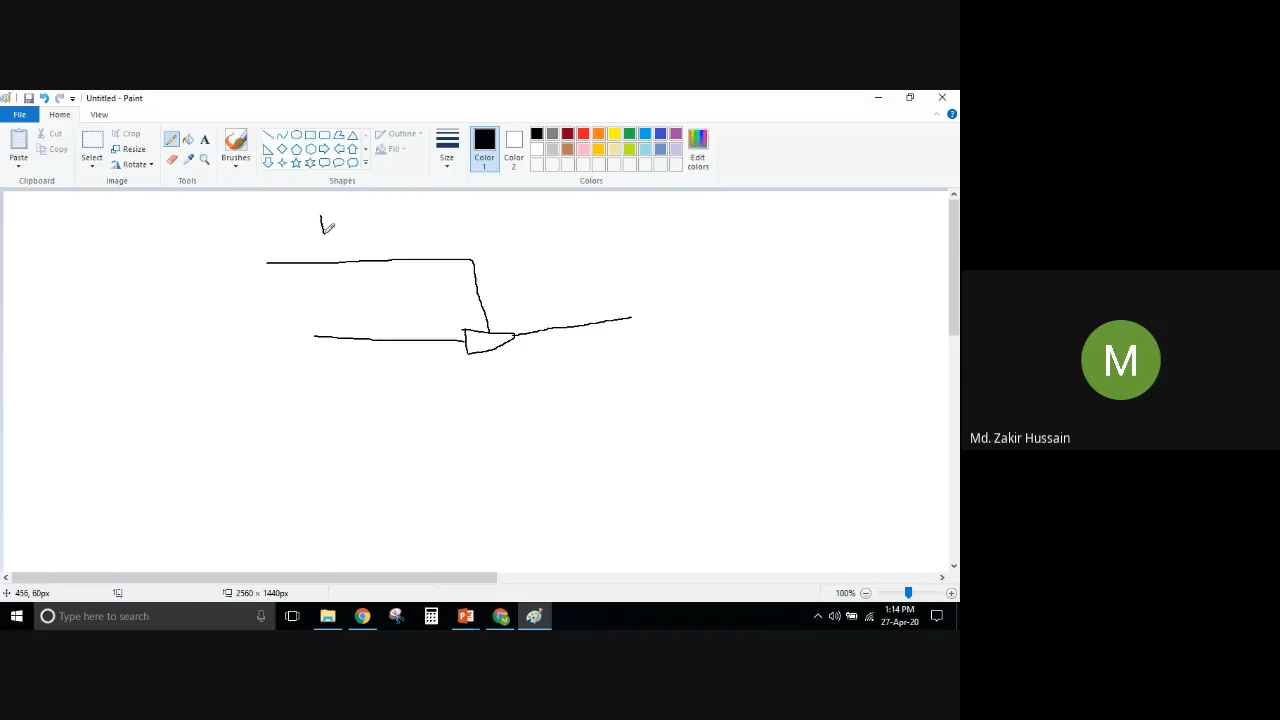 Untitled - Paint
File Home View
Paste
Cut
Copy
Clipboard
Select
Crop
Resize
Rotate
Image
Tools
Brushes
Shapes
Outline
Fill
Size
Color 1
Color 2
Edit colors
Colors
M
Md. Zakir Hussain
456, 60px
2560 × 1440px
100%
Type here to search
1:14 PM
27-Apr-20